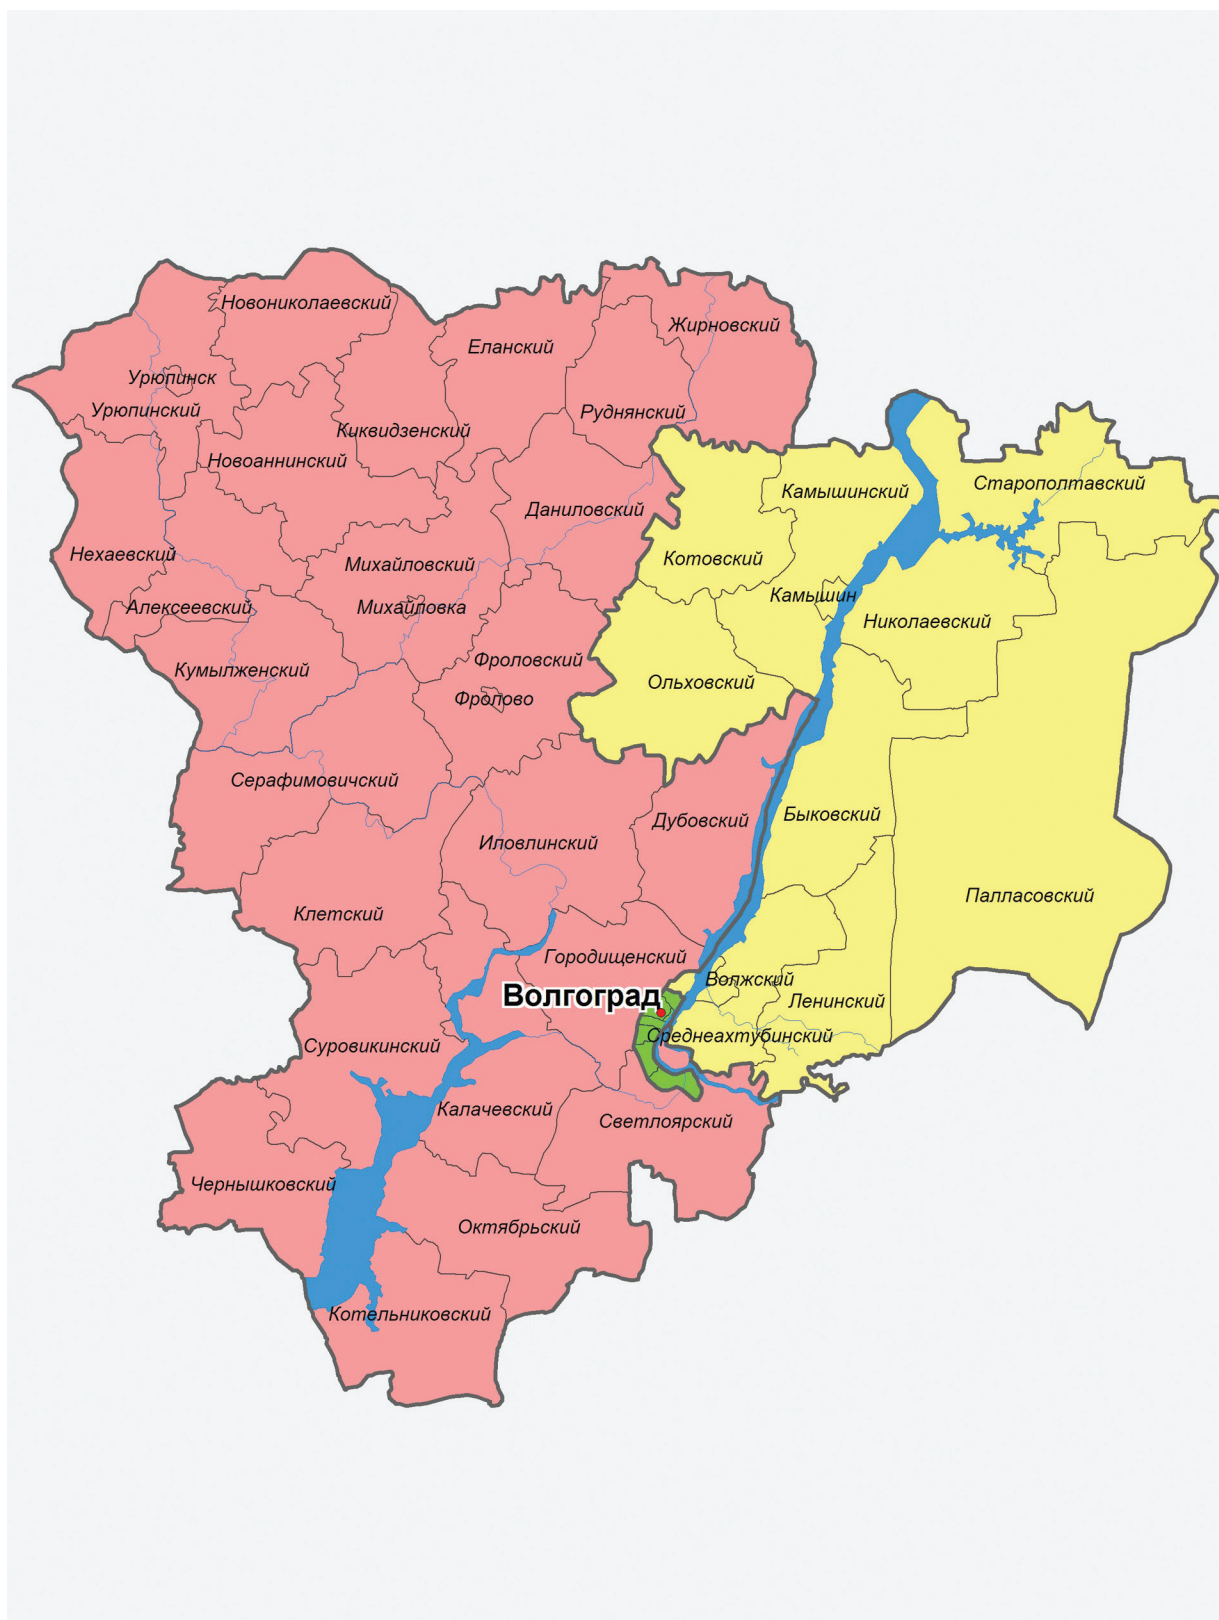 Новониколаевский
Жирновский
Еланский
Урюпинск
Урюпинский
Руднянский
Киквидзенский
Новоаннинский
Старополтавский
Камышинский
Даниловский
Нехаевский
Котовский
Михайловский
Камышин
Алексеевский
Михайловка
Николаевский
Фроловский
Кумылженский
Ольховский
Фролово
Серафимовичский
Быковский
Дубовский
Иловлинский
Палласовский
Клетский
Городищенский
Волжский
Волгоград
Ленинский
Среднеахтубинский
Суровикинский
Калачевский
Светлоярский
Чернышковский
Октябрьский
Котельниковский